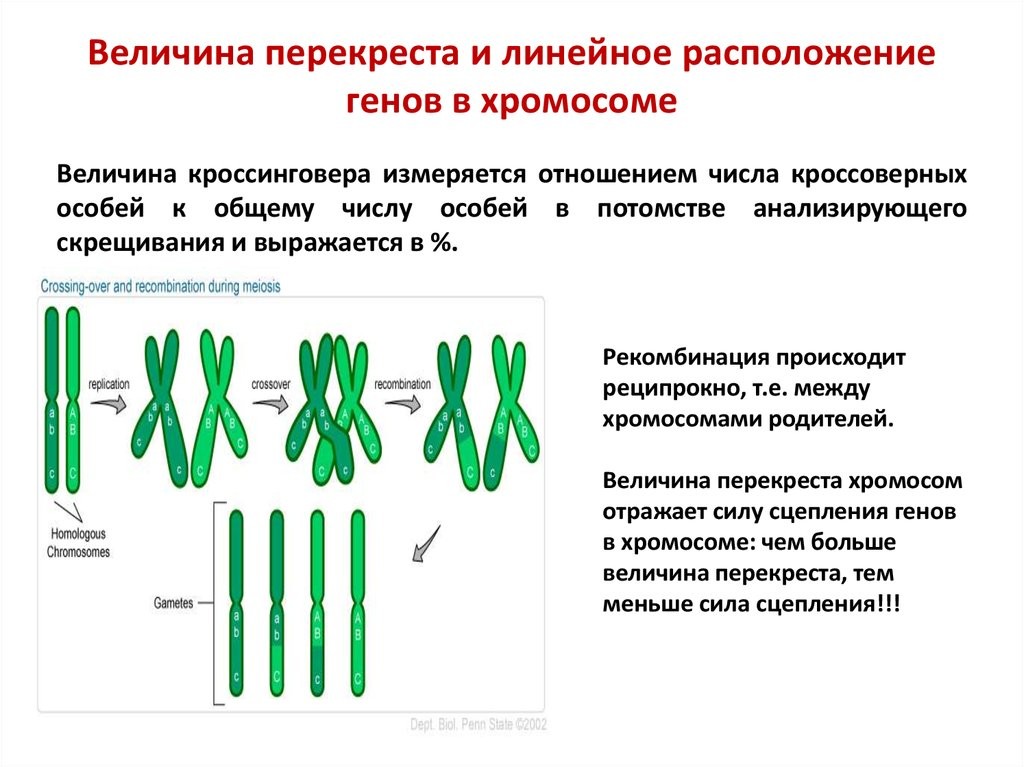 Величина перекреста и линейное расположение
генов в хромосоме
Величина кроссинговера измеряется отношением числа кроссоверных
особей к общему числу особей в потомстве анализирующего
скрещивания и выражается в %.
Crossing-over and recombination during meiosis
replication
crossover
recombination
a A
b B
c C
a a
b b
c c
A A
B B
C C
a a A A
b b B B
c C c C
a a A A
b b B B
c C c C
Homologous
Chromosomes
Gametes
a a A A
b b B B
c C c C
Dept. Biol. Penn State ©2002
Рекомбинация происходит
реципрокно, т.е. между
хромосомами родителей.
Величина перекреста хромосом
отражает силу сцепления генов
в хромосоме: чем больше
величина перекреста, тем
меньше сила сцепления!!!